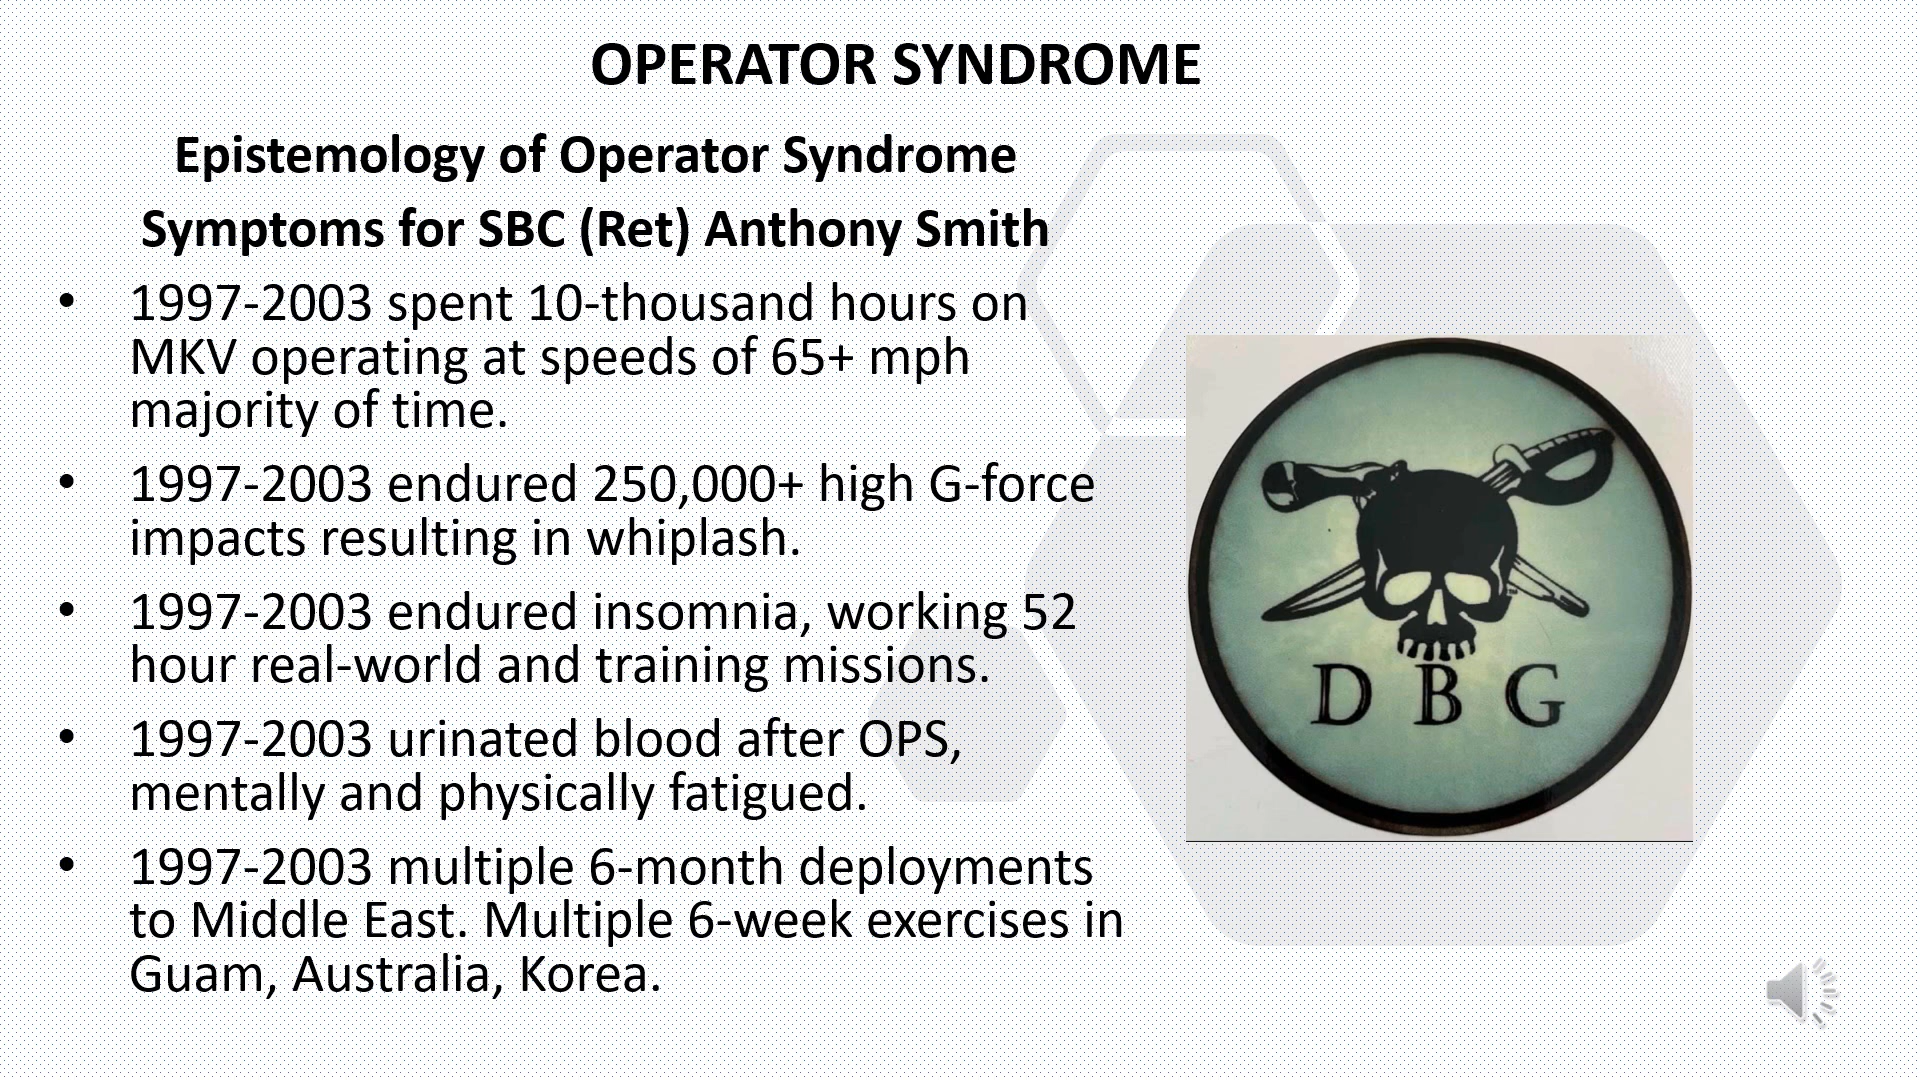 OPERATOR SYNDROME
Epistemology of Operator Syndrome
Symptoms for SBC (Ret) Anthony Smith
• 1997-2003 spent 10-thousand hours on
MKV operating at speeds of 65+ mph
majority of time.
• 1997-2003 endured 250,000+ high G-force
impacts resulting in whiplash.
• 1997-2003 endured insomnia, working 52
hour real-world and training missions.
• 1997-2003 urinated blood after OPS,
mentally and physically fatigued.
• 1997-2003 multiple 6-month deployments
to Middle East. Multiple 6-week exercises in
Guam, Australia, Korea.
D B G